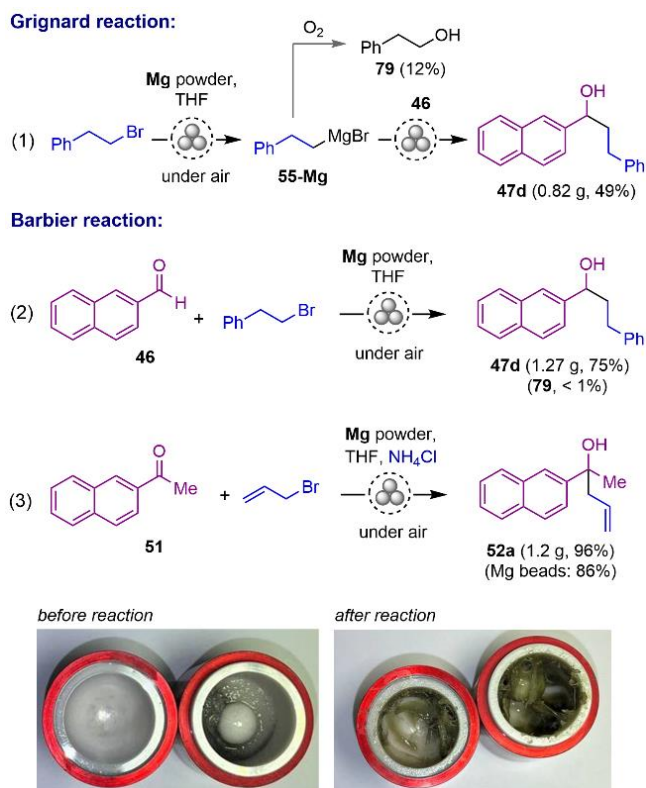 Grignard reaction:
O2
Ph OH
79 (12%)
Mg powder,
THF
46
OH
(1) Ph Br
Ph MgBr
Ph
under air
55-Mg
47d (0.82 g, 49%)
Barbier reaction:
Mg powder,
THF
O
OH
(2) H + Ph Br
Ph
46
under air
47d (1.27 g, 75%)
(79, < 1%)
Mg powder,
THF, NH4Cl
O
OH
(3) Me + Br
Me
51
under air
52a (1.2 g, 96%)
(Mg beads: 86%)
before reaction
after reaction